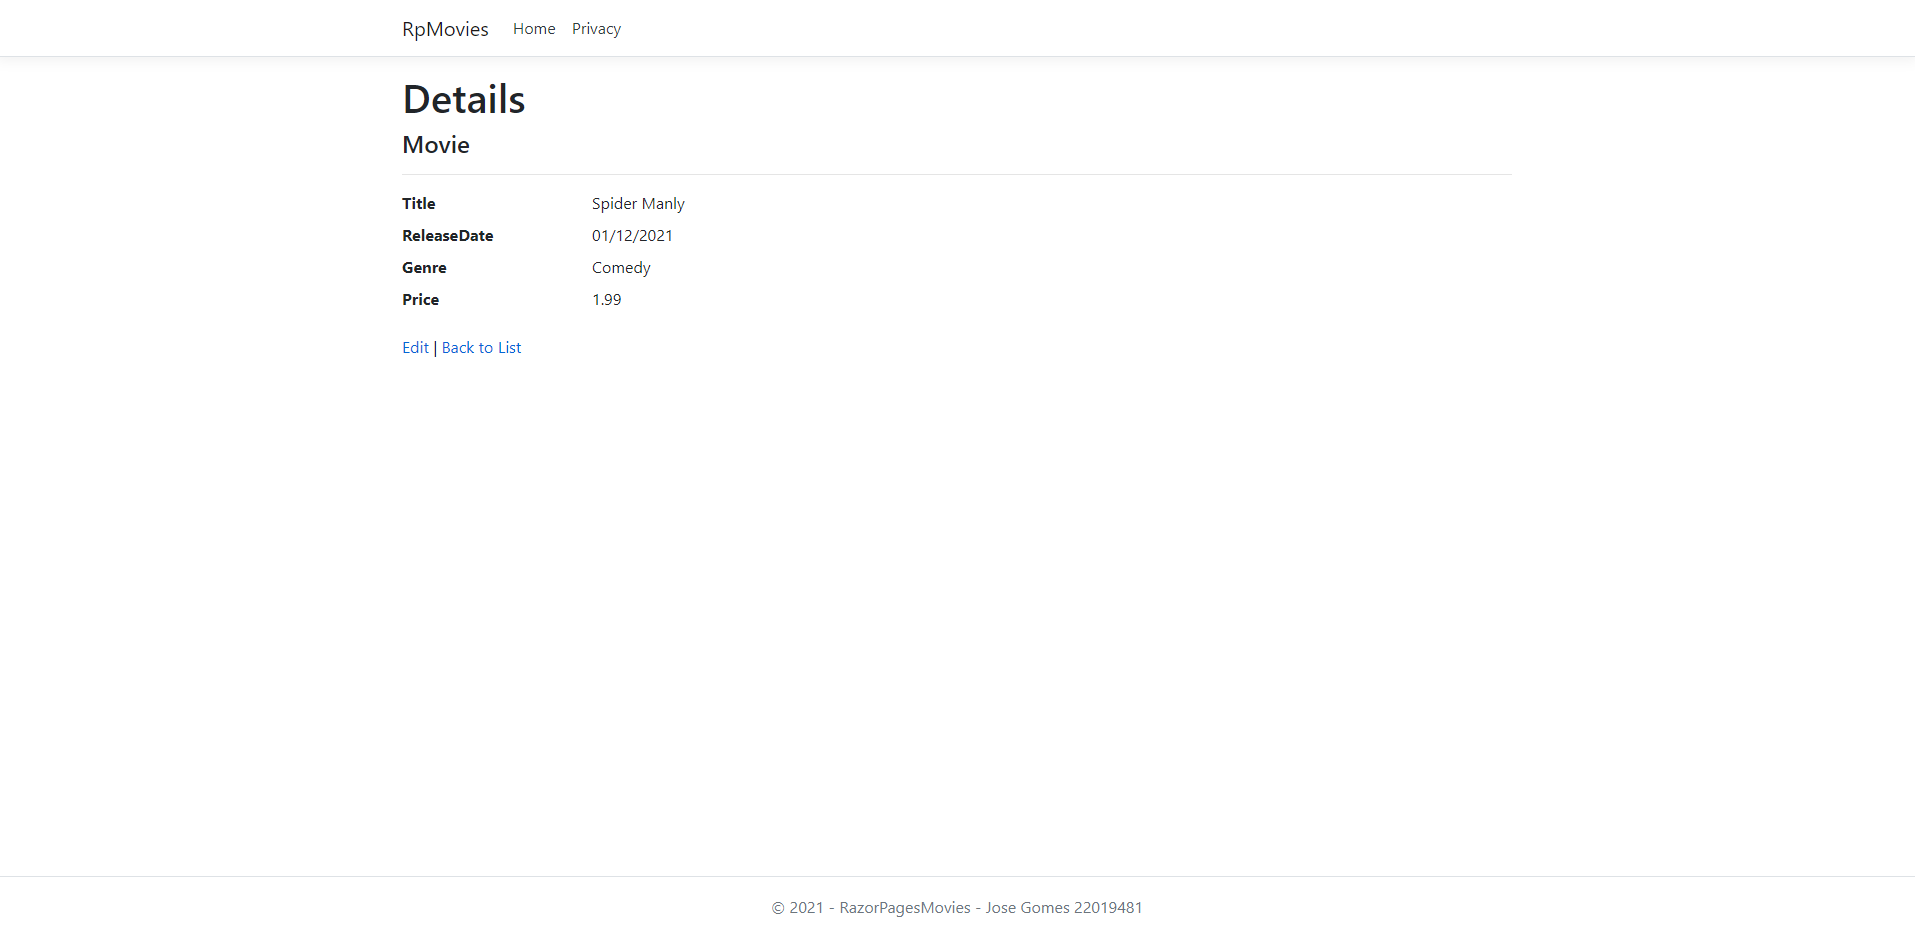 RpMovies Home Privacy
Details
Movie
Title Spider Manly
ReleaseDate 01/12/2021
Genre Comedy
Price 1.99
Edit | Back to List
© 2021 - RazorPagesMovies - Jose Gomes 22019481